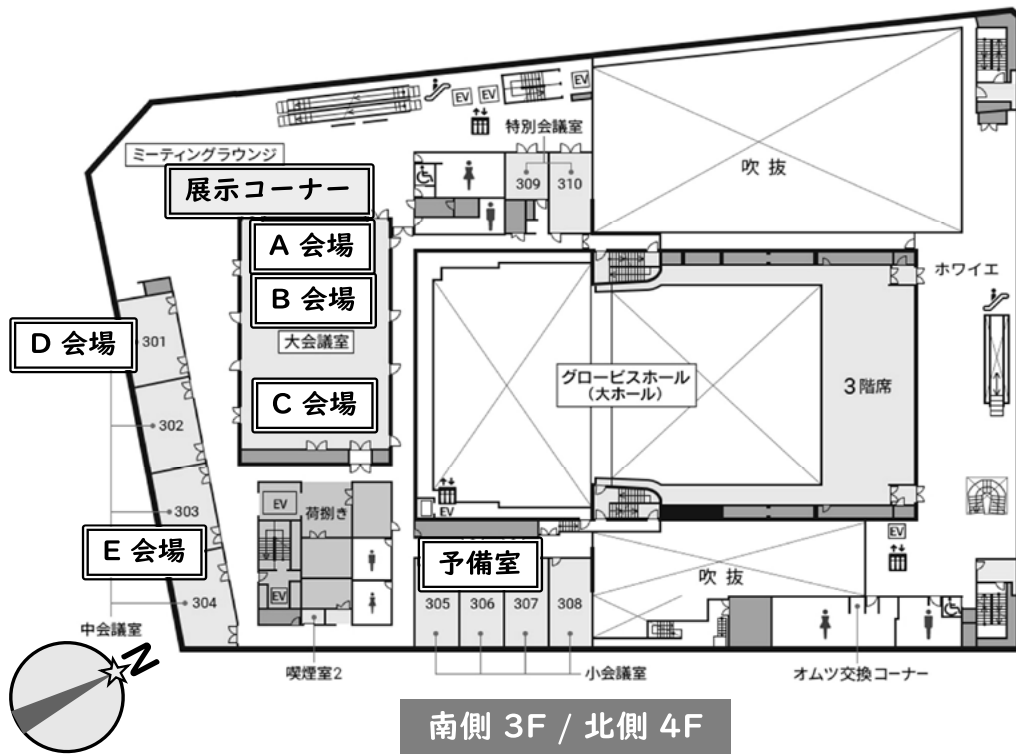 EV
EV
EV
特別会議室
309
310
吹 抜
ミーティングラウンジ
展示コーナー
A 会場
B 会場
大会議室
C 会場
D 会場
301
302
303
E 会場
304
中会議室
ホワイエ
グロービスホール
(大ホール)
3階席
EV
荷捌き
EV
EV
喫煙室2
予備室
305
306
307
308
小会議室
吹 抜
EV
オムツ交換コーナー
N
南側 3F / 北側 4F